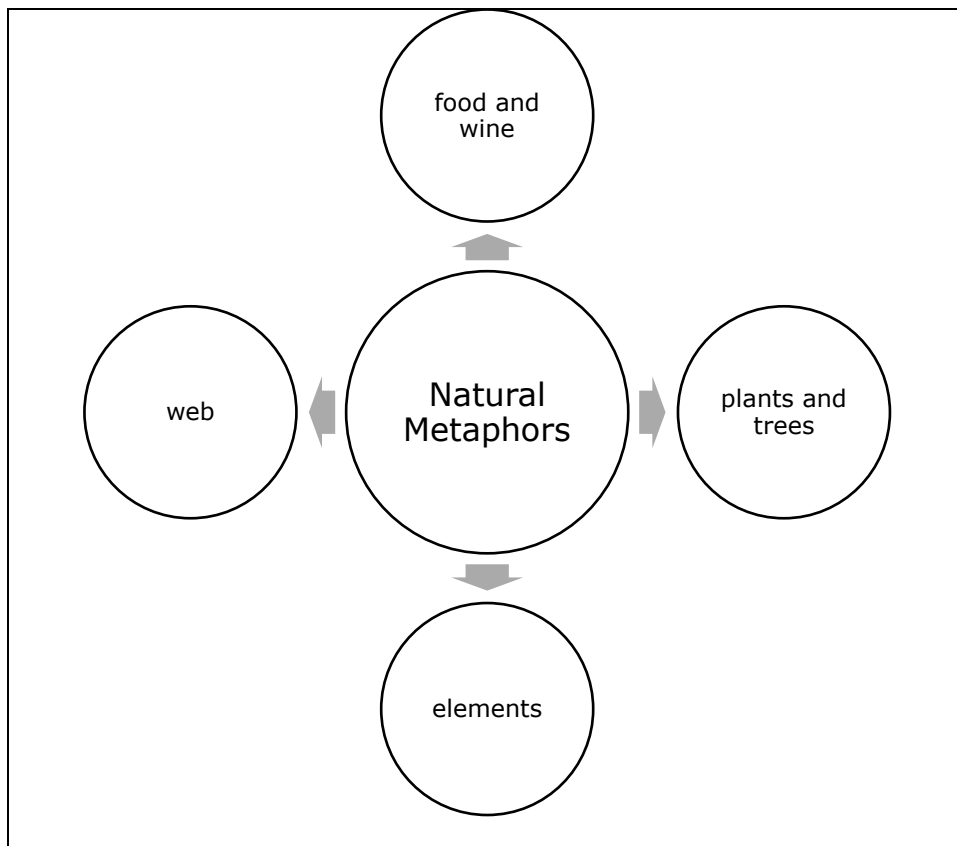 food and
wine
web
Natural
Metaphors
plants and
trees
elements